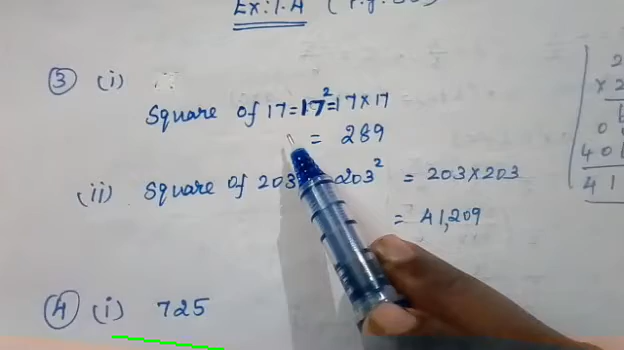 Ex:1.A
(3) (i)
Square of 17 = 17² = 17×17
= 289
(ii) Square of 203 203² = 203×203
= 41,209
(4) (i) 725